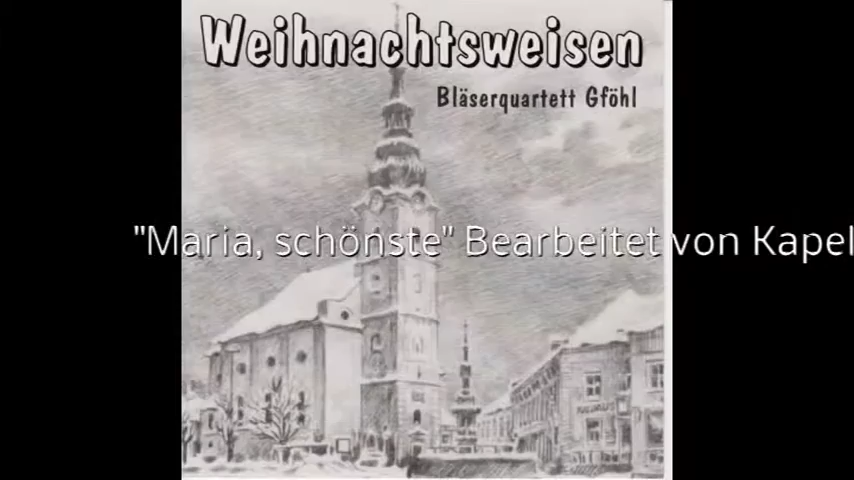 Weihnachtsweisen
Bläserquartett Gföhl
"Maria, schönste" Bearbeitet von Kapel